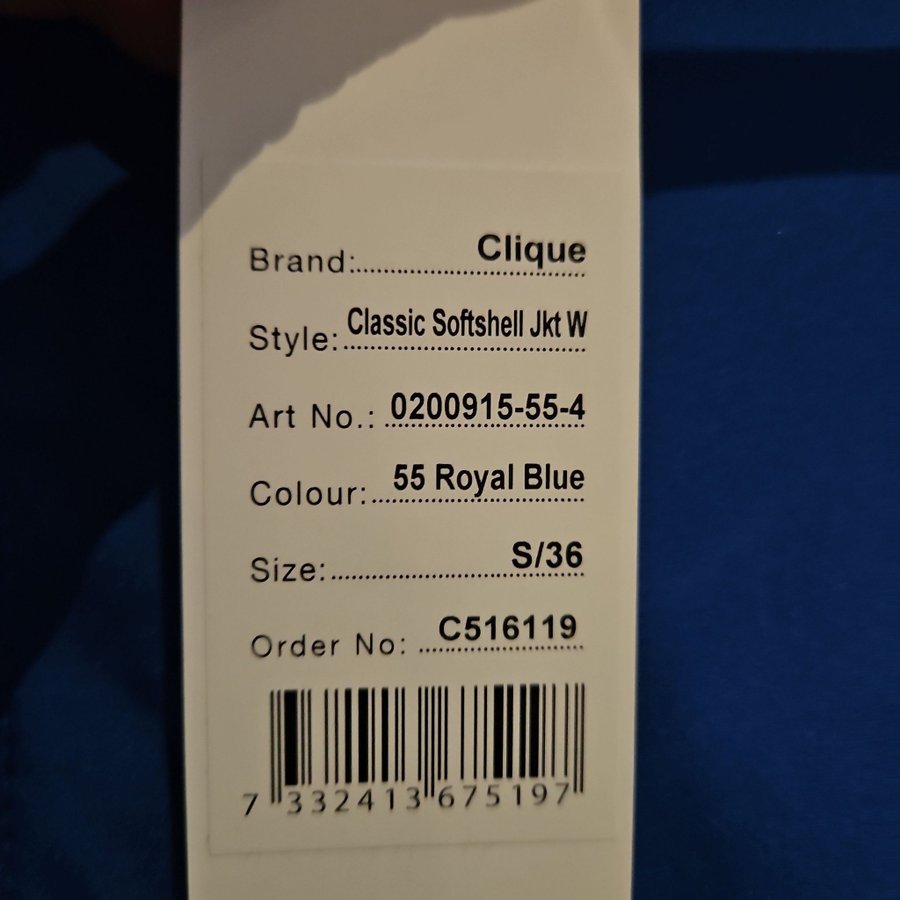 Brand: Clique
Style: Classic Softshell Jkt W
Art No.: 0200915-55-4
Colour: 55 Royal Blue
Size: S/36
Order No: C516119
7 332413 675197